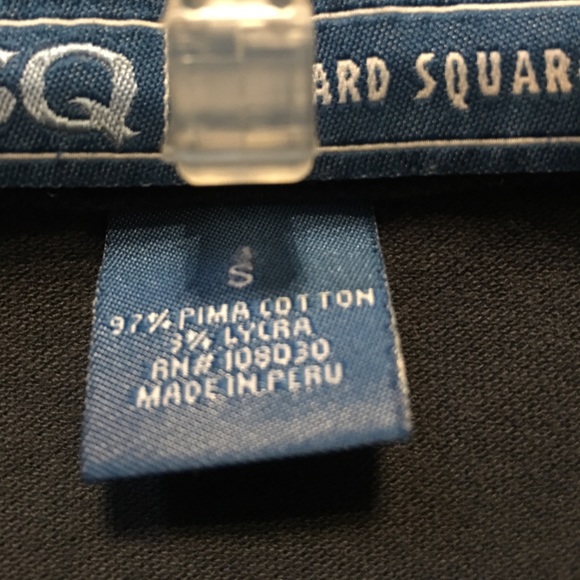 SQ ARD SQUAR
S
97% PIMA COTTON
3% LYCRA
RN# 108030
MADE IN PERU